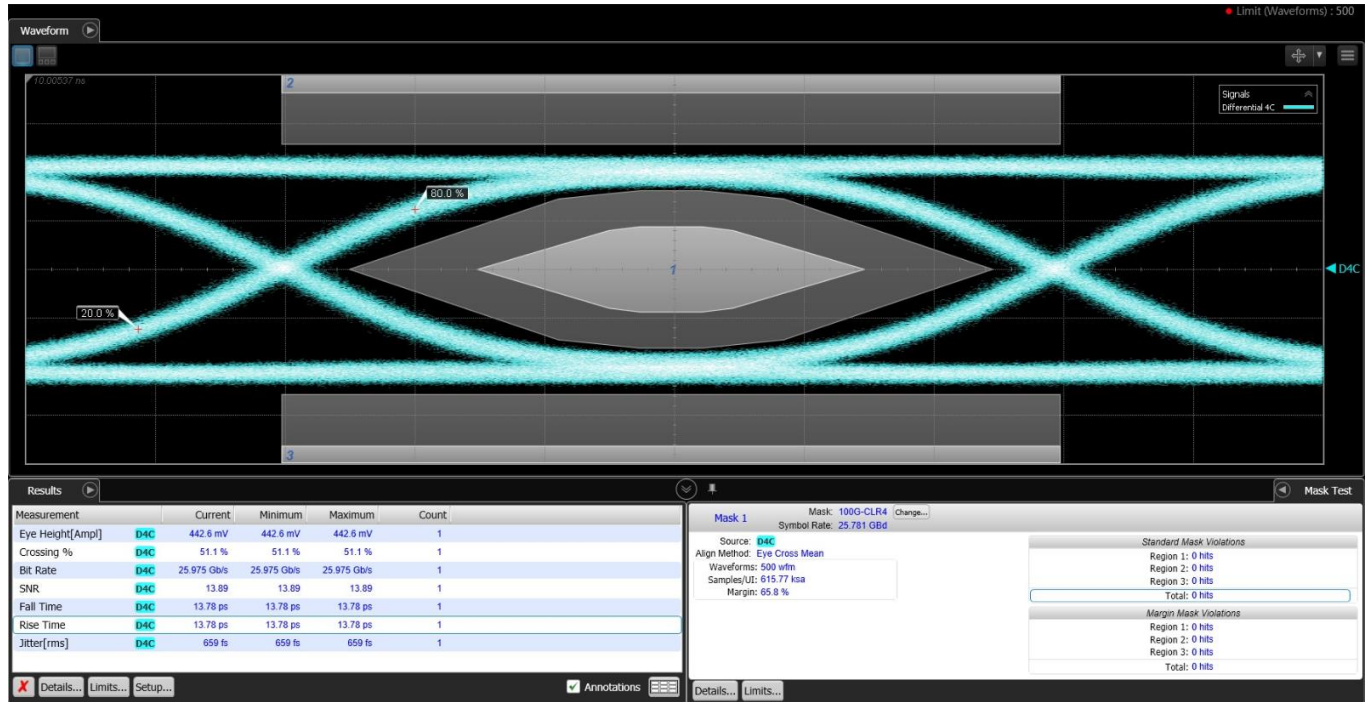 Limit (Waveforms) : 500
Waveform
10.00537 ns
2
Signals
Differential 4C
80.0 %
1
D4C
20.0 %
3
Results
Mask Test
Measurement Current Minimum Maximum Count
Eye Height[Ampl] D4C 442.6 mV 442.6 mV 442.6 mV 1
Crossing % D4C 51.1 % 51.1 % 51.1 % 1
Bit Rate D4C 25.975 Gb/s 25.975 Gb/s 25.975 Gb/s 1
SNR D4C 13.89 13.89 13.89 1
Fall Time D4C 13.78 ps 13.78 ps 13.78 ps 1
Rise Time D4C 13.78 ps 13.78 ps 13.78 ps 1
Jitter[rms] D4C 659 fs 659 fs 659 fs 1
Details... Limits... Setup...
Annotations
Mask 1
Mask: 100G-CLR4 Change...
Symbol Rate: 25.781 GBd
Source: D4C
Align Method: Eye Cross Mean
Waveforms: 500 wfm
Samples/UI: 615.77 ksa
Margin: 65.8 %
Standard Mask Violations
Region 1: 0 hits
Region 2: 0 hits
Region 3: 0 hits
Total: 0 hits
Margin Mask Violations
Region 1: 0 hits
Region 2: 0 hits
Region 3: 0 hits
Total: 0 hits
Details... Limits...